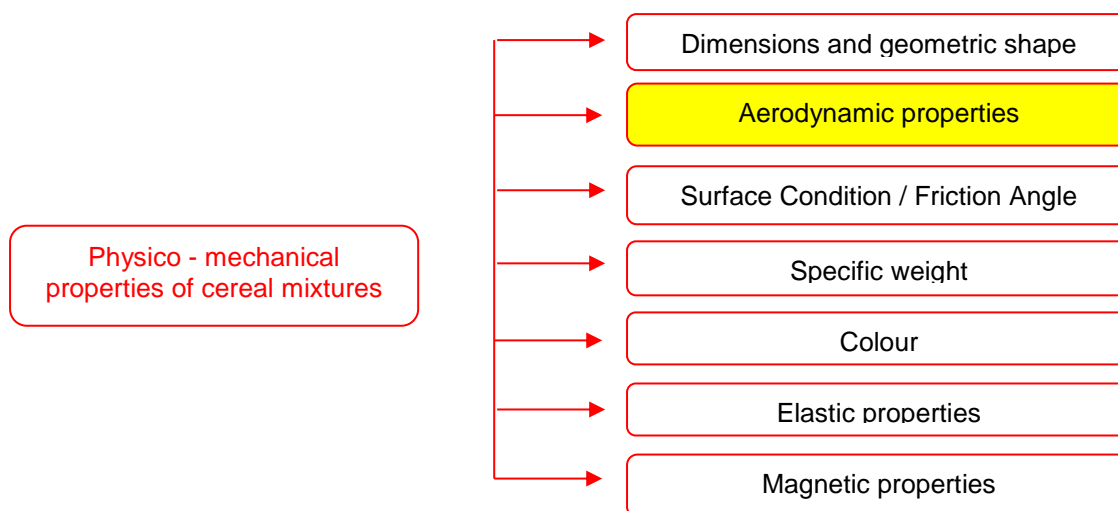 Dimensions and geometric shape
Aerodynamic properties
Surface Condition / Friction Angle
Physico - mechanical
properties of cereal mixtures
Specific weight
Colour
Elastic properties
Magnetic properties